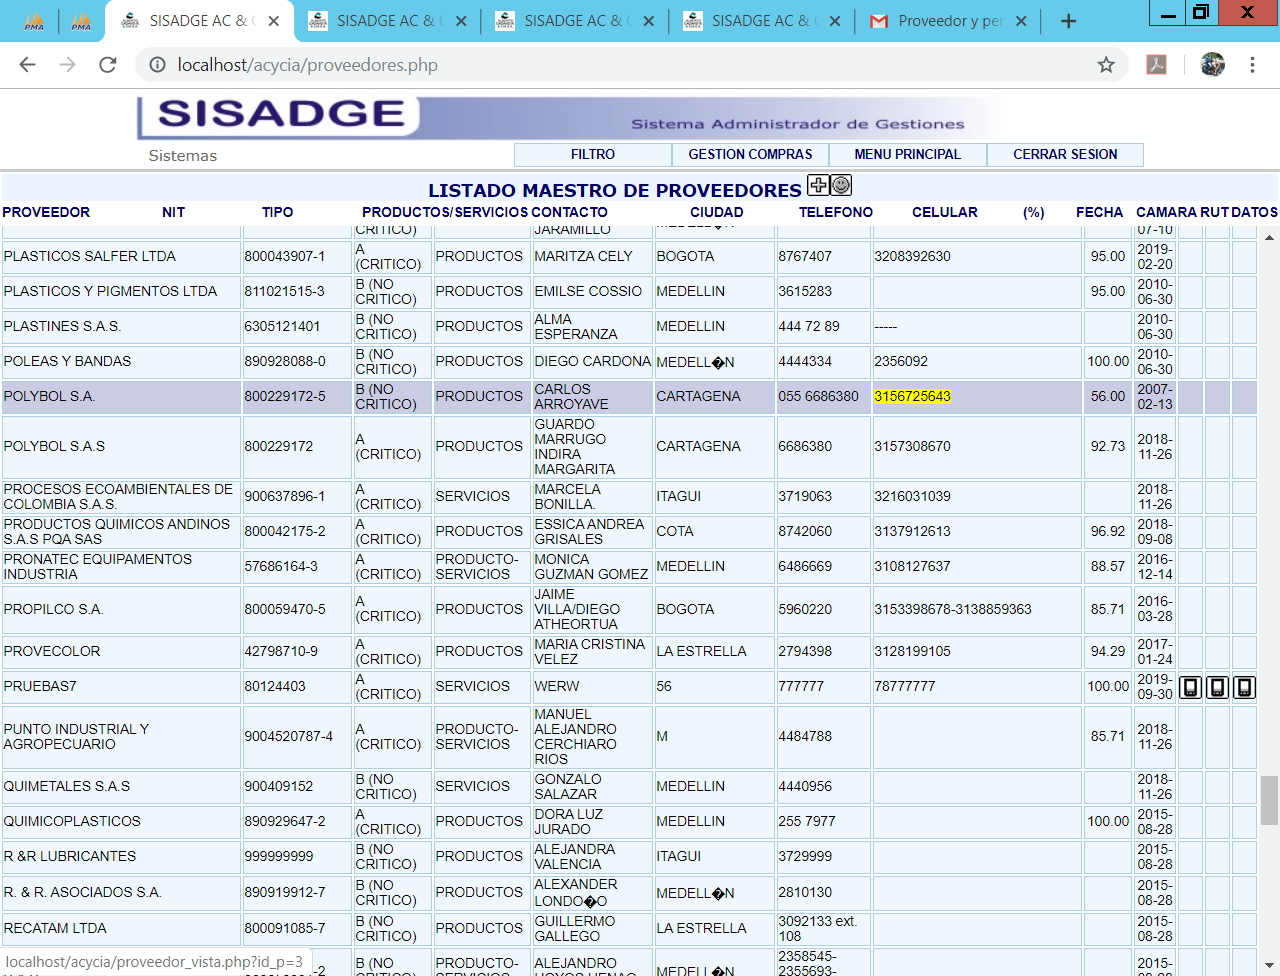 PMA
PMA
SISADGE AC & C
SISADGE AC & C
SISADGE AC & C
SISADGE AC & C
Proveedor y per
localhost/acycia/proveedores.php
SISADGE
Sistema Administrador de Gestiones
Sistemas
FILTRO
GESTION COMPRAS
MENU PRINCIPAL
CERRAR SESION
LISTADO MAESTRO DE PROVEEDORES
PROVEEDOR NIT TIPO PRODUCTOS/SERVICIOS CONTACTO CIUDAD TELEFONO CELULAR (%) FECHA CAMARA RUT DATOS
CRITICO) JARAMILLO 07-10
PLASTICOS SALFER LTDA 800043907-1 A (CRITICO) PRODUCTOS MARITZA CELY BOGOTA 8767407 3208392630 95.00 2019-02-20
PLASTICOS Y PIGMENTOS LTDA 811021515-3 B (NO CRITICO) PRODUCTOS EMILSE COSSIO MEDELLIN 3615283 95.00 2010-06-30
PLASTINES S.A.S. 6305121401 B (NO CRITICO) PRODUCTOS ALMA ESPERANZA MEDELLIN 444 72 89 ----- 2010-06-30
POLEAS Y BANDAS 890928088-0 B (NO CRITICO) PRODUCTOS DIEGO CARDONA MEDELL�N 4444334 2356092 100.00 2010-06-30
POLYBOL S.A. 800229172-5 B (NO CRITICO) PRODUCTOS CARLOS ARROYAVE CARTAGENA 055 6686380 3156725643 56.00 2007-02-13
POLYBOL S.A.S 800229172 A (CRITICO) PRODUCTOS GUARDO MARRUGO INDIRA MARGARITA CARTAGENA 6686380 3157308670 92.73 2018-11-26
PROCESOS ECOAMBIENTALES DE COLOMBIA S.A.S. 900637896-1 A (CRITICO) SERVICIOS MARCELA BONILLA. ITAGUI 3719063 3216031039 2018-11-26
PRODUCTOS QUIMICOS ANDINOS S.A.S PQA SAS 800042175-2 A (CRITICO) PRODUCTOS ESSICA ANDREA GRISALES COTA 8742060 3137912613 96.92 2018-09-08
PRONATEC EQUIPAMENTOS INDUSTRIA 57686164-3 A (CRITICO) PRODUCTO-SERVICIOS MONICA GUZMAN GOMEZ MEDELLIN 6486669 3108127637 88.57 2016-12-14
PROPILCO S.A. 800059470-5 A (CRITICO) PRODUCTOS JAIME VILLA/DIEGO ATHEORTUA BOGOTA 5960220 3153398678-3138859363 85.71 2016-03-28
PROVECOLOR 42798710-9 A (CRITICO) PRODUCTOS MARIA CRISTINA VELEZ LA ESTRELLA 2794398 3128199105 94.29 2017-01-24
PRUEBAS7 80124403 A (CRITICO) SERVICIOS WERW 56 777777 78777777 100.00 2019-09-30
PUNTO INDUSTRIAL Y AGROPECUARIO 9004520787-4 A (CRITICO) PRODUCTO-SERVICIOS MANUEL ALEJANDRO CERCHIARO RIOS M 4484788 85.71 2018-11-26
QUIMETALES S.A.S 900409152 B (NO CRITICO) SERVICIOS GONZALO SALAZAR MEDELLIN 4440956 2018-11-26
QUIMICOPLASTICOS 890929647-2 A (CRITICO) PRODUCTOS DORA LUZ JURADO MEDELLIN 255 7977 100.00 2015-08-28
R &R LUBRICANTES 999999999 B (NO CRITICO) PRODUCTOS ALEJANDRA VALENCIA ITAGUI 3729999 2015-08-28
R. & R. ASOCIADOS S.A. 890919912-7 B (NO CRITICO) PRODUCTOS ALEXANDER LONDO�O MEDELL�N 2810130 2015-08-28
RECATAM LTDA 800091085-7 B (NO CRITICO) PRODUCTOS GUILLERMO GALLEGO LA ESTRELLA 3092133 ext. 108 2015-08-28
-2 B (NO CRITICO) PRODUCTOS ALEJANDRO MEDELL�N 2358545-2355693- 2015-
localhost/acycia/proveedor_vista.php?id_p=3